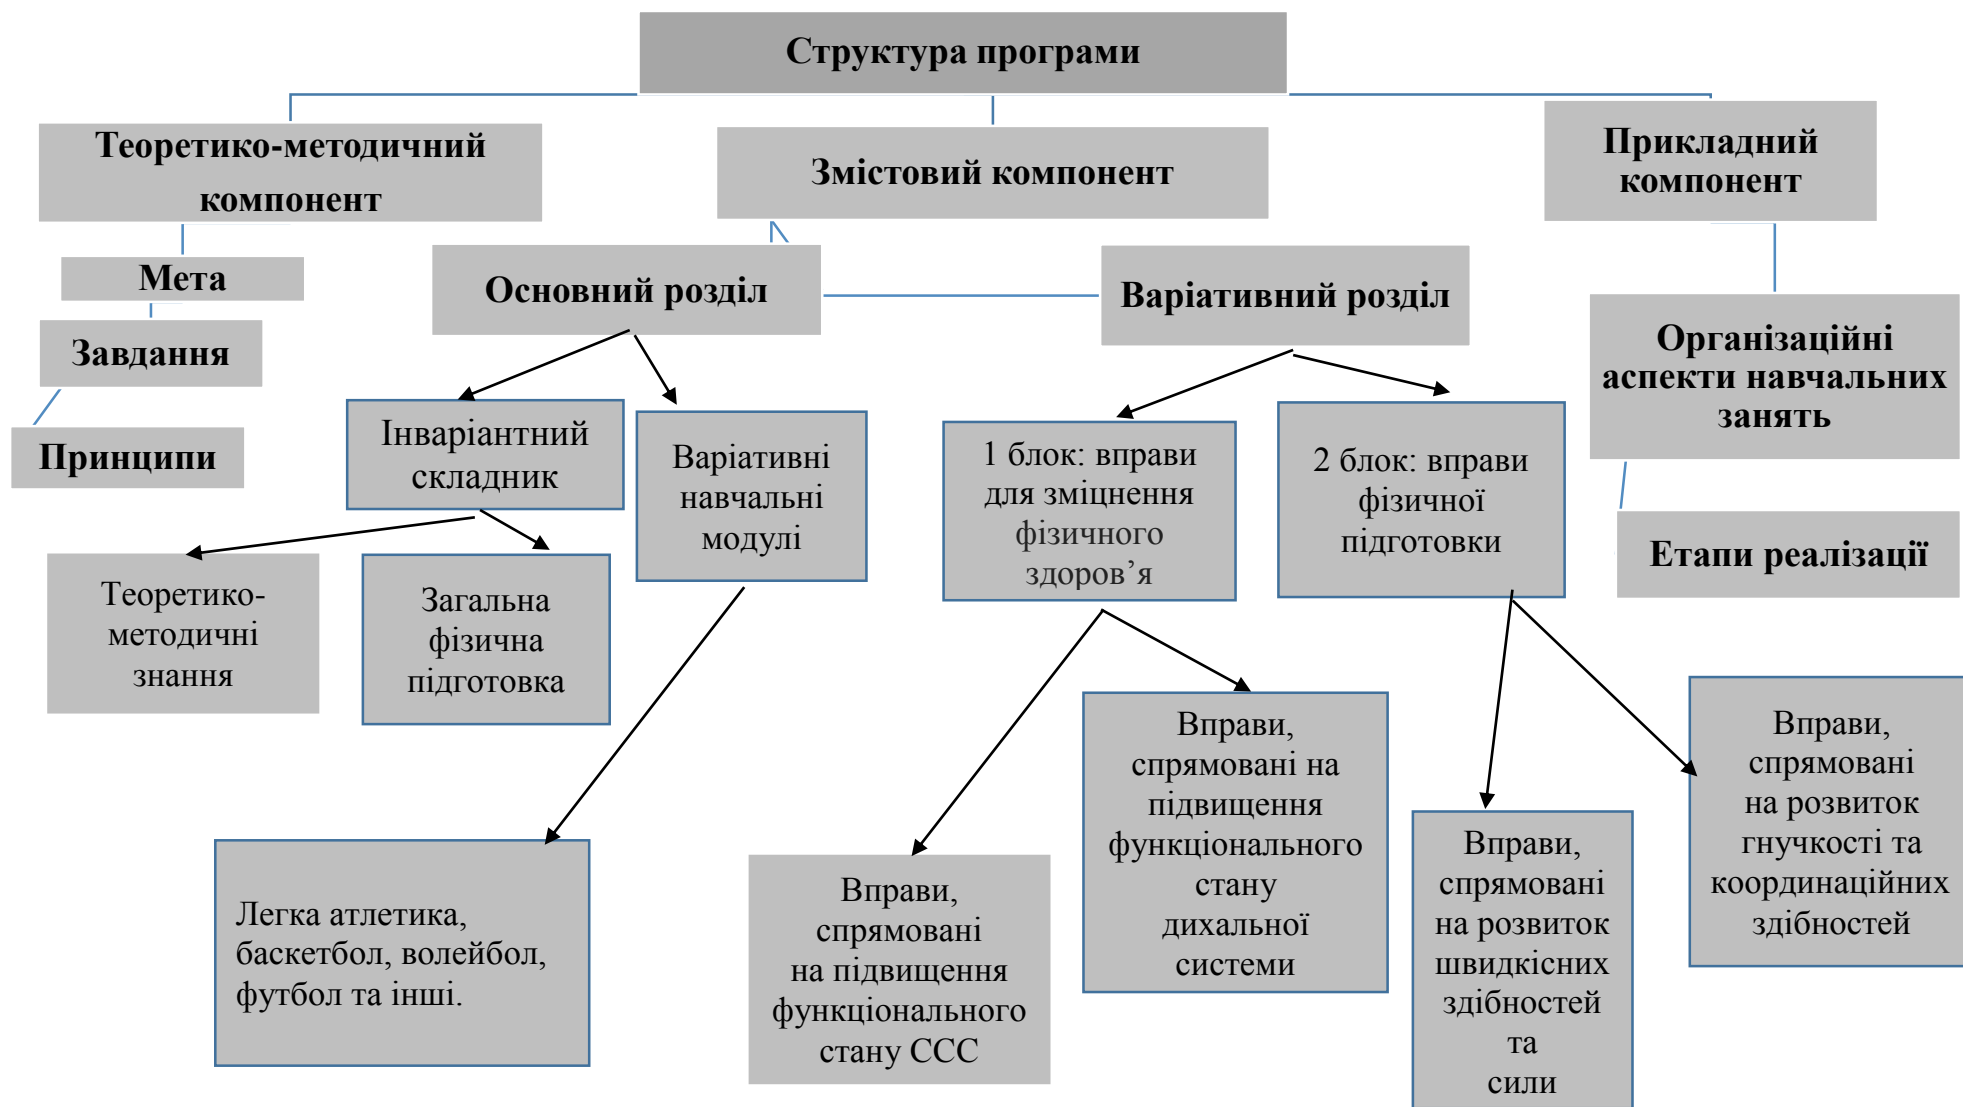 Структура програми
Теоретико-методичний
компонент
Змістовий компонент
Прикладний
компонент
Мета
Завдання
Принципи
Основний розділ
Варіативний розділ
Організаційні
аспекти навчальних
занять
Етапи реалізації
Інваріантний
складник
Варіативні
навчальні
модулі
1 блок: вправи
для зміцнення
фізичного
здоров’я
2 блок: вправи
фізичної
підготовки
Теоретико-
методичні
знання
Загальна
фізична
підготовка
Легка атлетика,
баскетбол, волейбол,
футбол та інші.
Вправи,
спрямовані
на підвищення
функціонального
стану ССС
Вправи,
спрямовані на
підвищення
функціонального
стану
дихальної
системи
Вправи,
спрямовані
на розвиток
швидкісних
здібностей
та
сили
Вправи,
спрямовані
на розвиток
гнучкості та
координаційних
здібностей